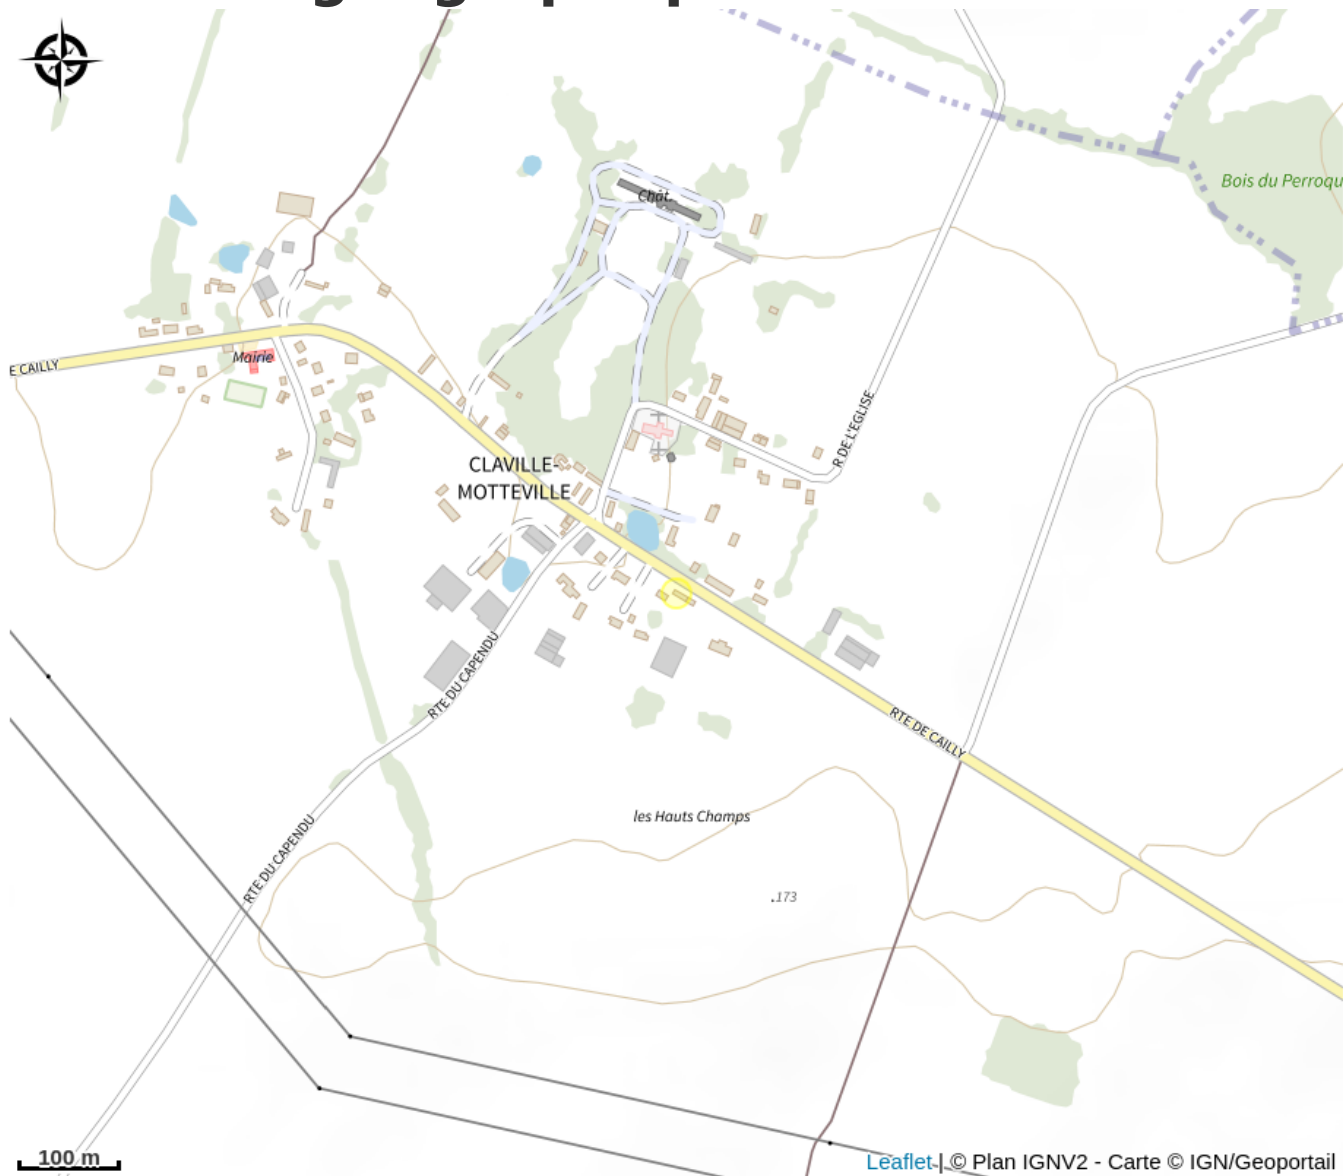 Chât.
Bois du Perroqu
Mairie
E CAILLY
R DE L'EGLISE
CLAVILLE-
MOTTEVILLE
RTE DU CAPENDU
RTE DE CAILLY
les Hauts Champs
RTE DU CAPENDU
.173
100 m
Leaflet | © Plan IGNV2 - Carte © IGN/Geoportail